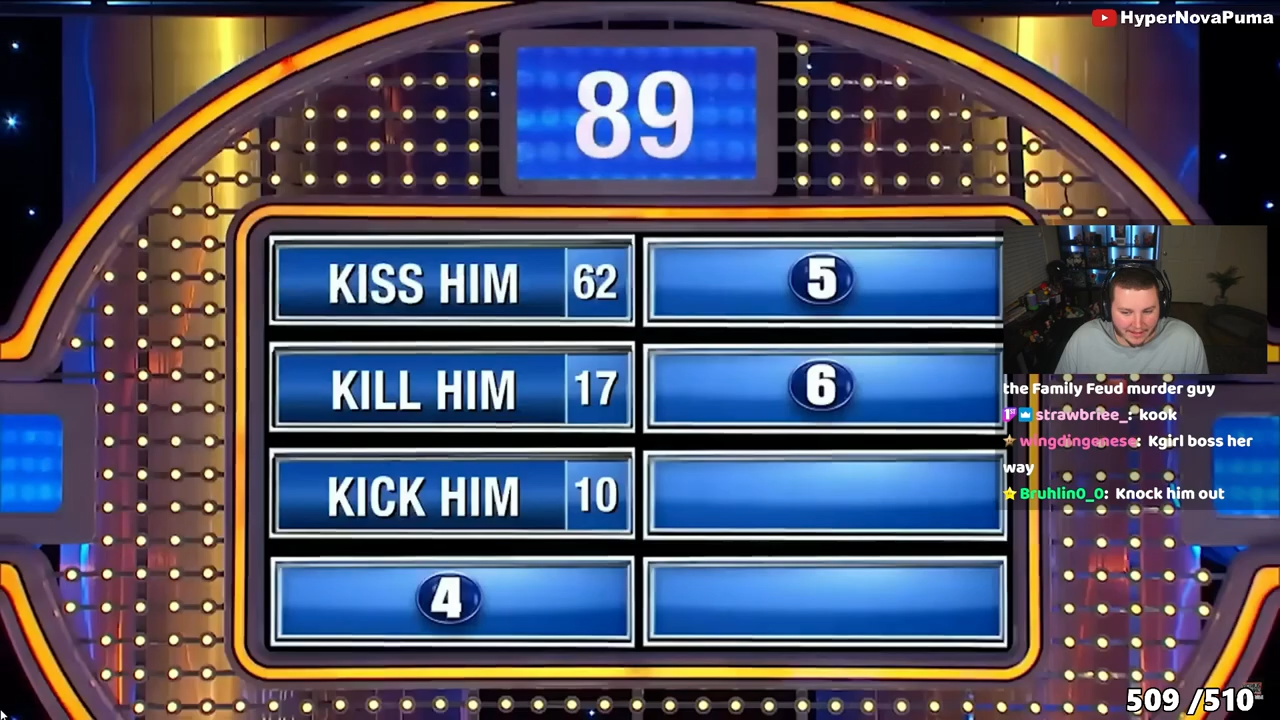 HyperNovaPuma
89
KISS HIM 62
5
KILL HIM 17
6
KICK HIM 10
4
the Family Feud murder guy
strawbriee_: kook
wingdingenese: Kgirl boss her
way
Bruhlin0_0: Knock him out
509 /510